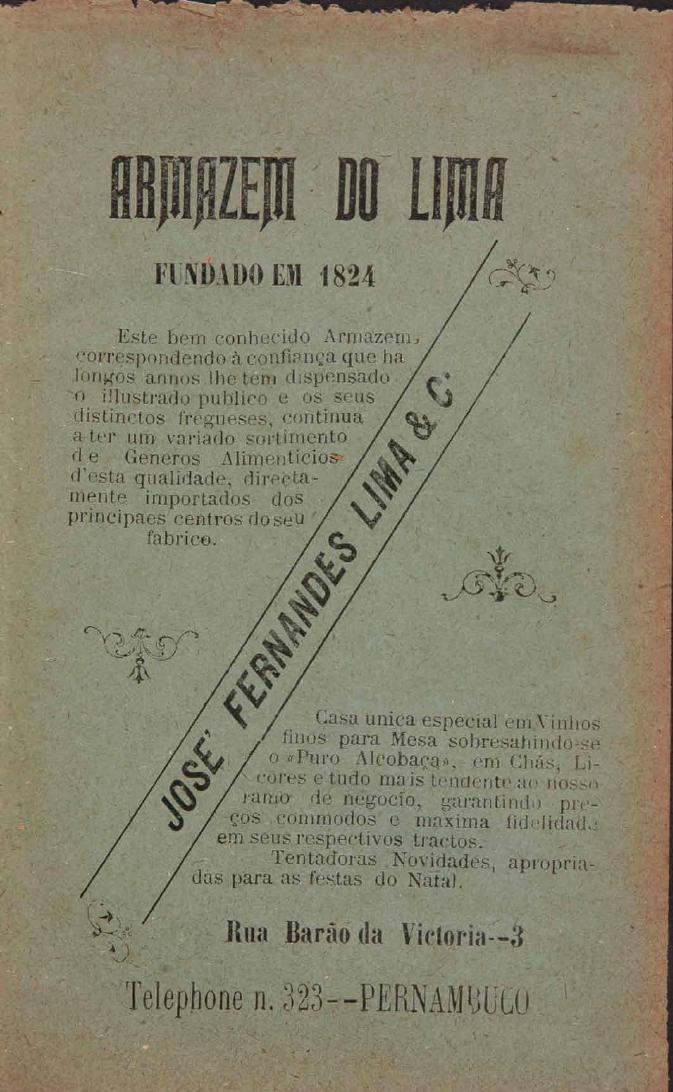 ARMAZEM DO LIMA
FUNDADO EM 1824
Este bem conhecido Armazem,
correspondendo à confiança que ha
longos annos lhe tem dispensado
o illustrado publico e os seus
distinctos fregueses, continua
a ter um variado sortimento
de Generos Alimenticios
d'esta qualidade, directa-
mente importados dos
principaes centros do seu
fabrico.
JOSE' FERNANDES LIMA & C.
Casa unica especial em Vinhos
finos para Mesa sobresahindo-se
o «Puro Alcobaça», em Chás, Li-
cores e tudo mais tendente ao nosso
ramo de negocio, garantindo pre-
ços commodos e maxima fidelidade
em seus respectivos tractos.
Tentadoras Novidades, apropria-
das para as festas do Natal.
Rua Barão da Victoria--3
Telephone n. 323--PERNAMBUCO